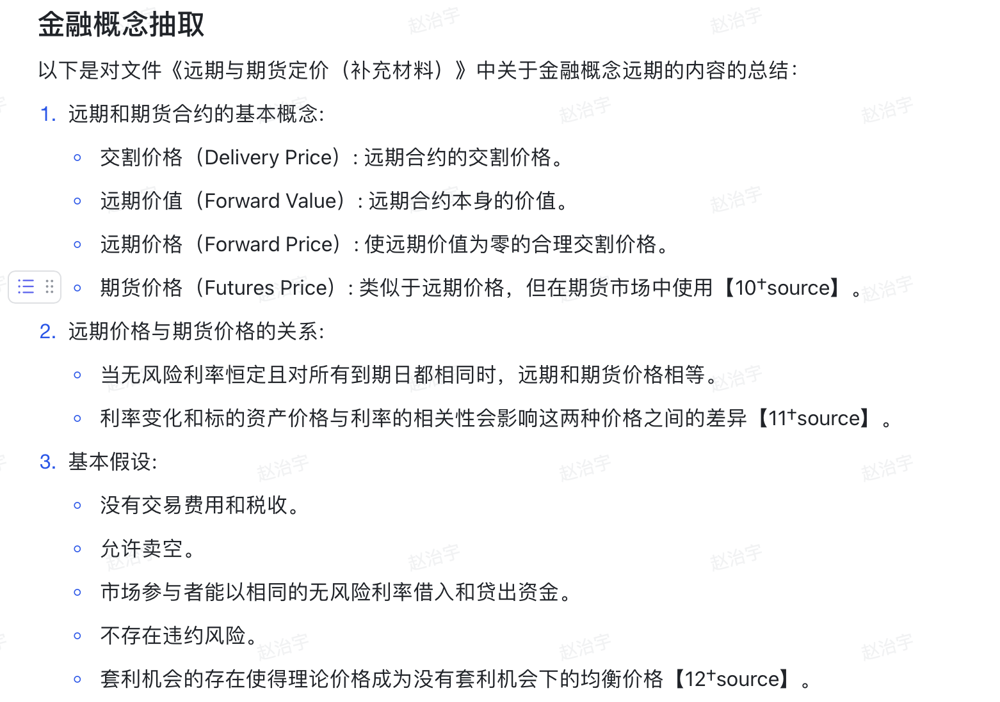 金融概念抽取
以下是对文件《远期与期货定价（补充材料）》中关于金融概念远期的内容的总结：
1. 远期和期货合约的基本概念:
交割价格（Delivery Price）: 远期合约的交割价格。
远期价值（Forward Value）: 远期合约本身的价值。
远期价格（Forward Price）: 使远期价值为零的合理交割价格。
期货价格（Futures Price）: 类似于远期价格，但在期货市场中使用【10†source】。
2. 远期价格与期货价格的关系:
当无风险利率恒定且对所有到期日都相同时，远期和期货价格相等。
利率变化和标的资产价格与利率的相关性会影响这两种价格之间的差异【11†source】。
3. 基本假设:
没有交易费用和税收。
允许卖空。
市场参与者能以相同的无风险利率借入和贷出资金。
不存在违约风险。
套利机会的存在使得理论价格成为没有套利机会下的均衡价格【12†source】。
赵治宇